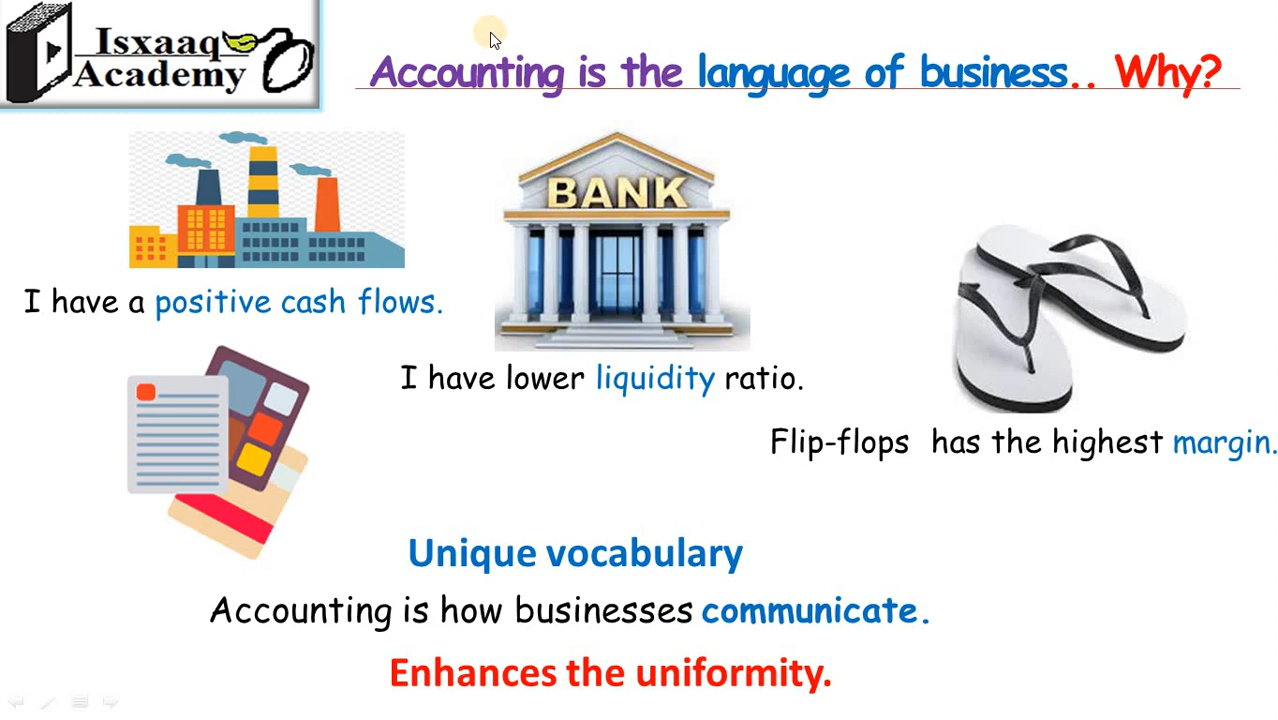 Isxaaq
Academy
Accounting is the language of business.. Why?
BANK
I have a positive cash flows.
I have lower liquidity ratio.
Flip-flops has the highest margin.
Unique vocabulary
Accounting is how businesses communicate.
Enhances the uniformity.